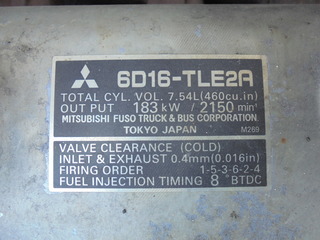 6D16-TLE2A
TOTAL CYL. VOL. 7.54L(460cu.in)
OUT PUT 183 kW / 2150 min⁻¹
MITSUBISHI FUSO TRUCK & BUS CORPORATION
TOKYO JAPAN M269
VALVE CLEARANCE (COLD)
INLET & EXHAUST 0.4mm(0.016in)
FIRING ORDER 1-5-3-6-2-4
FUEL INJECTION TIMING 8 °BTDC